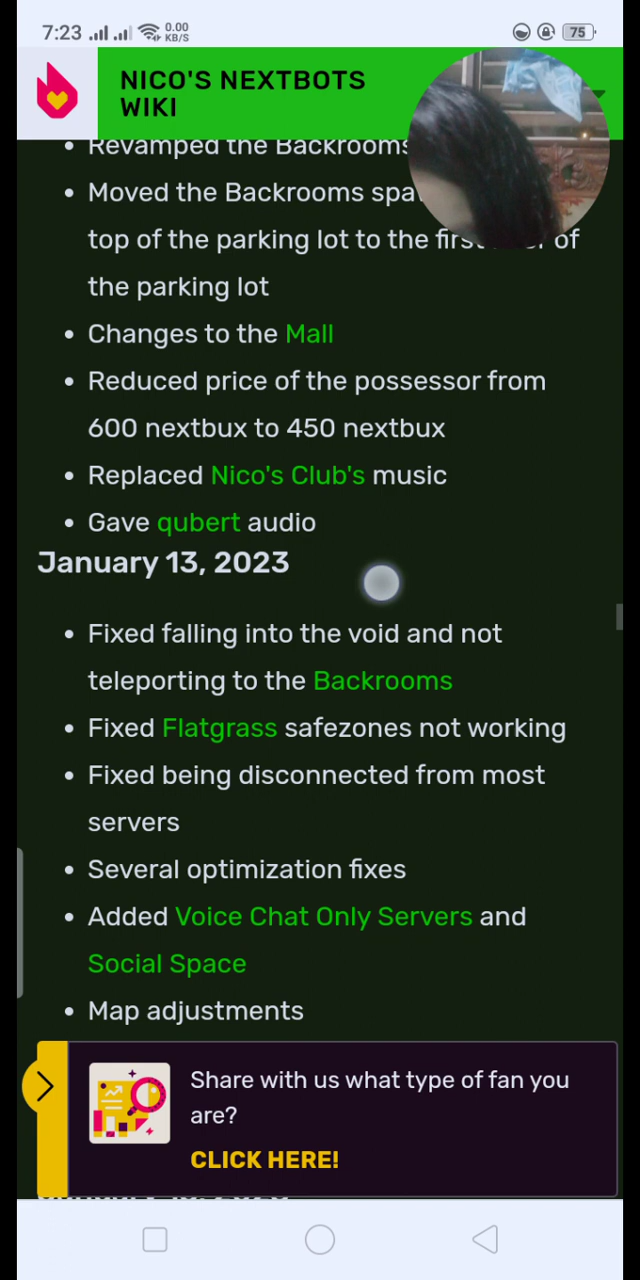 7:23
0.00
KB/S
75
NICO'S NEXTBOTS
WIKI
Revamped the Backrooms
Moved the Backrooms
top of the parking lot to the of
the parking lot
Changes to the Mall
Reduced price of the possessor from
600 nextbux to 450 nextbux
Replaced Nico's Club's music
Gave qubert audio
January 13, 2023
Fixed falling into the void and not
teleporting to the Backrooms
Fixed Flatgrass safezones not working
Fixed being disconnected from most
servers
Several optimization fixes
Added Voice Chat Only Servers and
Social Space
Map adjustments
Share with us what type of fan you
are?
CLICK HERE!